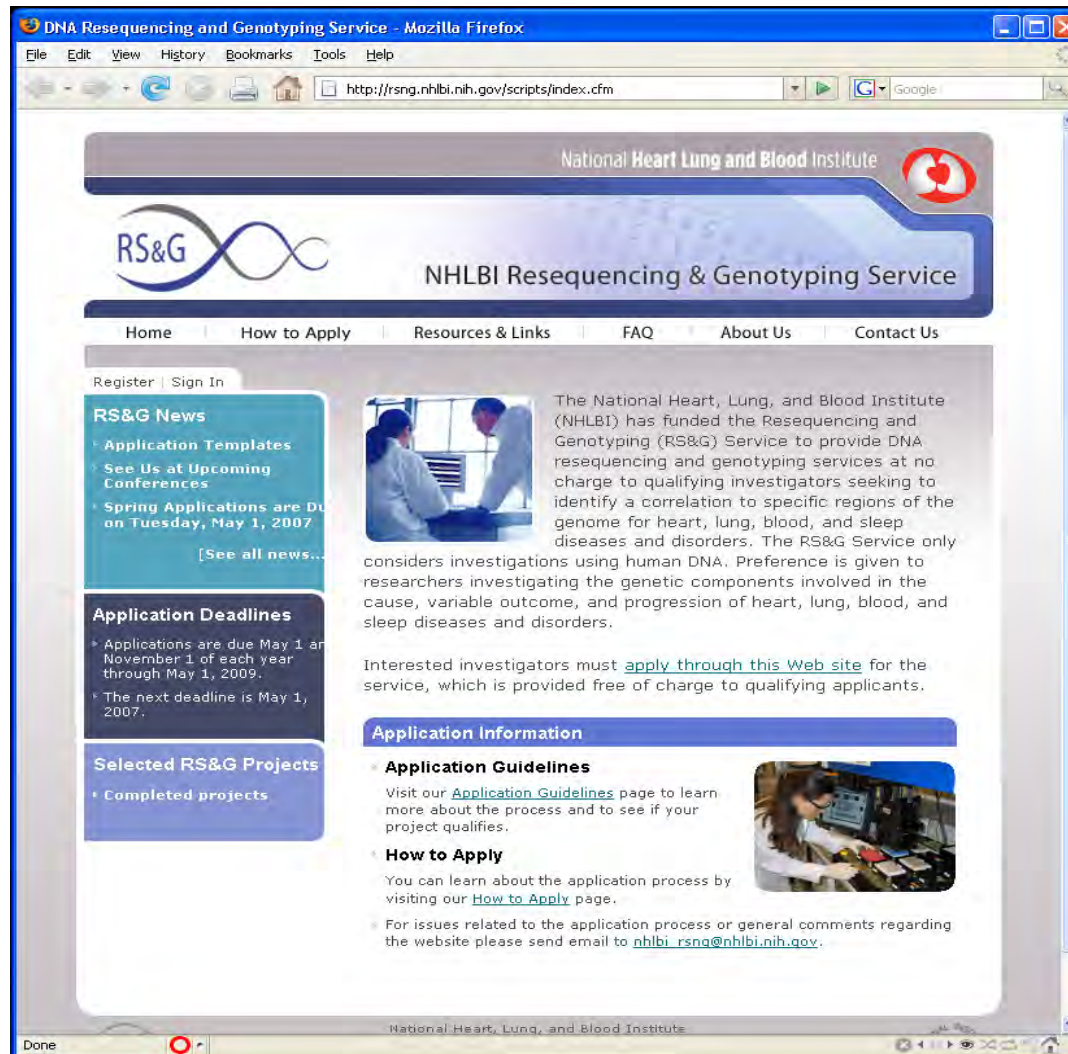 DNA Resequencing and Genotyping Service - Mozilla Firefox
File Edit View History Bookmarks Tools Help
http://rsng.nhlbi.nih.gov/scripts/index.cfm
G Google
National Heart Lung and Blood Institute
RS&G
NHLBI Resequencing & Genotyping Service
Home How to Apply Resources & Links FAQ About Us Contact Us
Register | Sign In
RS&G News
Application Templates
See Us at Upcoming
Conferences
Spring Applications are Du
on Tuesday, May 1, 2007
[See all news...
Application Deadlines
Applications are due May 1 an
November 1 of each year
through May 1, 2009.
The next deadline is May 1,
2007.
Selected RS&G Projects
Completed projects
The National Heart, Lung, and Blood Institute
(NHLBI) has funded the Resequencing and
Genotyping (RS&G) Service to provide DNA
resequencing and genotyping services at no
charge to qualifying investigators seeking to
identify a correlation to specific regions of the
genome for heart, lung, blood, and sleep
diseases and disorders. The RS&G Service only
considers investigations using human DNA. Preference is given to
researchers investigating the genetic components involved in the
cause, variable outcome, and progression of heart, lung, blood, and
sleep diseases and disorders.
Interested investigators must apply through this Web site for the
service, which is provided free of charge to qualifying applicants.
Application Information
Application Guidelines
Visit our Application Guidelines page to learn
more about the process and to see if your
project qualifies.
How to Apply
You can learn about the application process by
visiting our How to Apply page.
For issues related to the application process or general comments regarding
the website please send email to nhlbi_rsng@nhlbi.nih.gov.
National Heart, Lung, and Blood Institute
Done